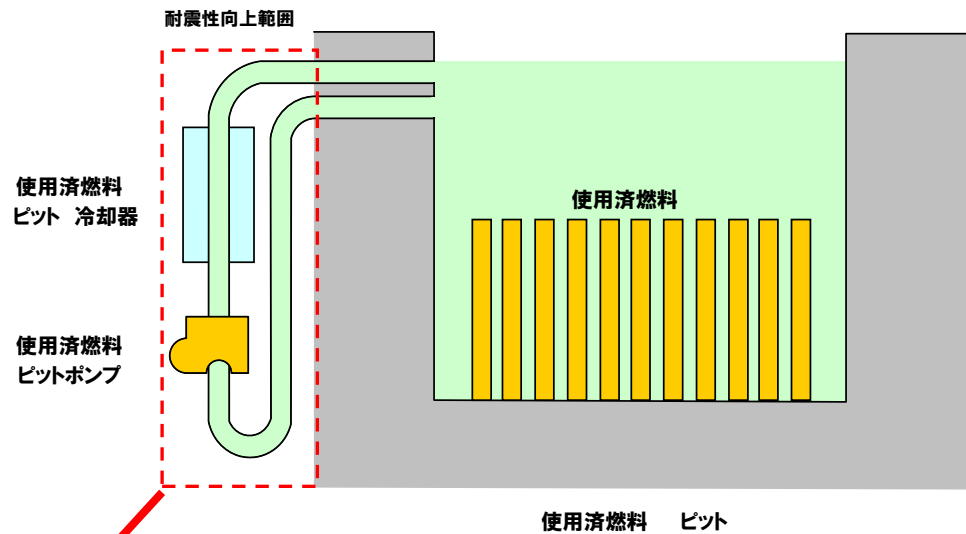 耐震性向上範囲
使用済燃料
ピット 冷却器
使用済燃料
使用済燃料
ピットポンプ
使用済燃料 ピット